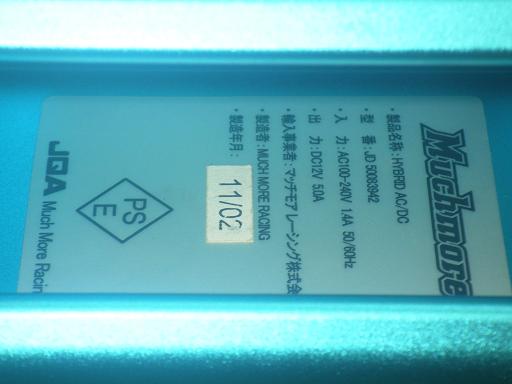 Muchmore
・製品名称：HYBRID AC/DC
・型　番：JD 50083942
・入　力：AC100-240V 1.4A 50/60Hz
・出　力：DC12V 5.0A
・輸入事業者：マッチモア レーシング株式会
・製造者：MUCH MORE RACING
・製造年月： 11/02
PS
E
JQA Much More Racin